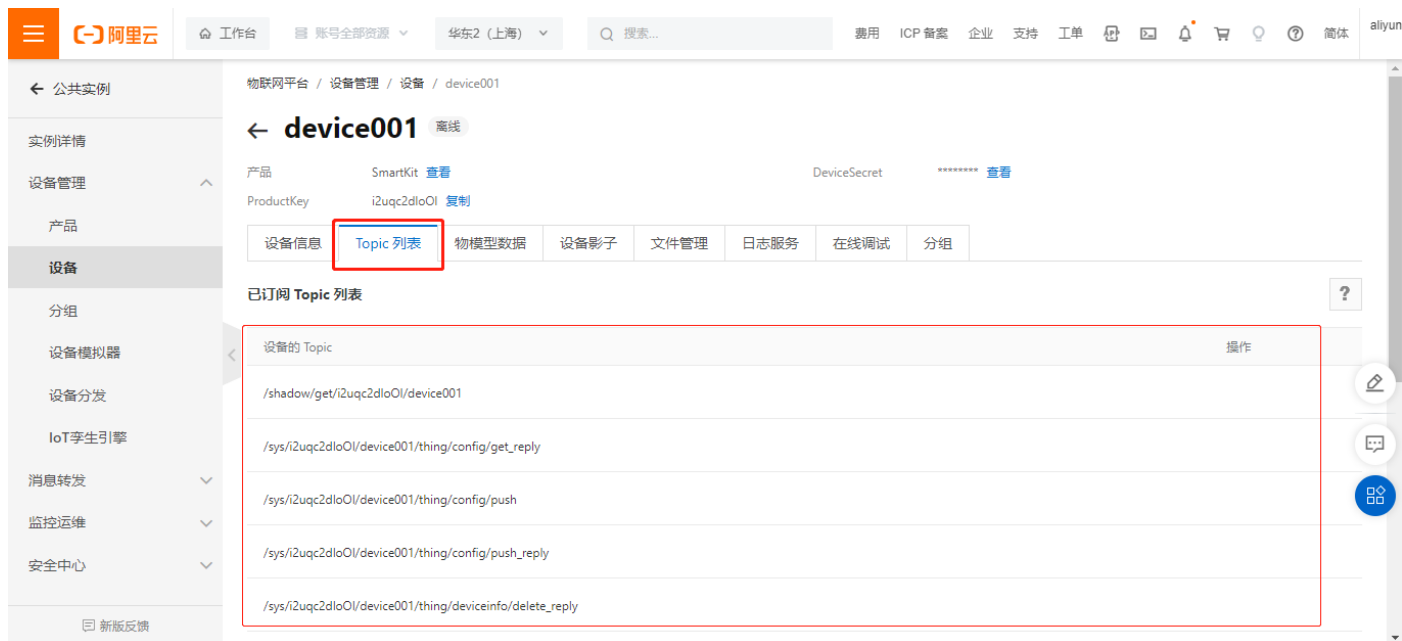 阿里云 工作台 账号全部资源 华东2（上海） 搜索... 费用 ICP 备案 企业 支持 工单 简体 aliyun
公共实例
实例详情
设备管理
产品
设备
分组
设备模拟器
设备分发
IoT孪生引擎
消息转发
监控运维
安全中心
新版反馈
物联网平台 / 设备管理 / 设备 / device001
device001 离线
产品 SmartKit 查看 DeviceSecret ******** 查看
ProductKey i2uqc2dloOl 复制
设备信息 Topic 列表 物模型数据 设备影子 文件管理 日志服务 在线调试 分组
已订阅 Topic 列表 ?
设备的 Topic 操作
/shadow/get/i2uqc2dloOl/device001
/sys/i2uqc2dloOl/device001/thing/config/get_reply
/sys/i2uqc2dloOl/device001/thing/config/push
/sys/i2uqc2dloOl/device001/thing/config/push_reply
/sys/i2uqc2dloOl/device001/thing/deviceinfo/delete_reply